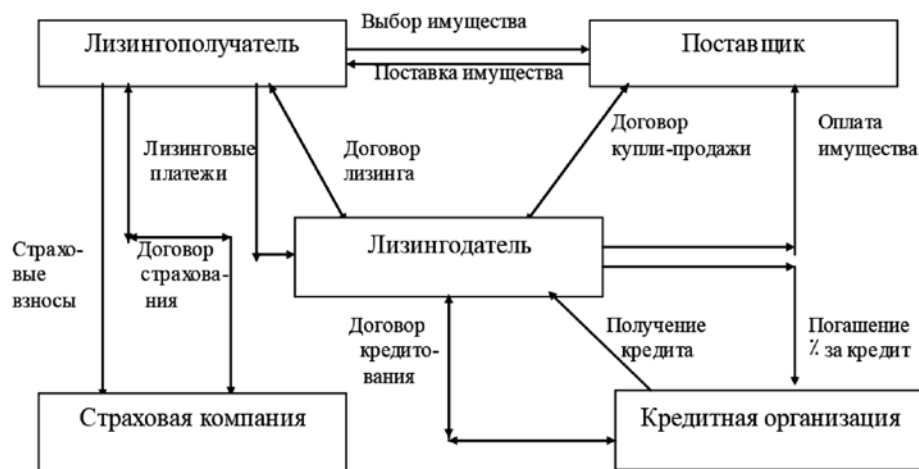 Выбор имущества
Лизингополучатель
Поставщик
Поставка имущества
Лизинговые
платежи
Договор
лизинга
Договор
купли-продажи
Оплата
имущества
Лизингодатель
Страхо-
вые
взносы
Договор
страхова-
ния
Договор
кредито-
вания
Получение
кредита
Погашение
% за кредит
Страховая компания
Кредитная организация